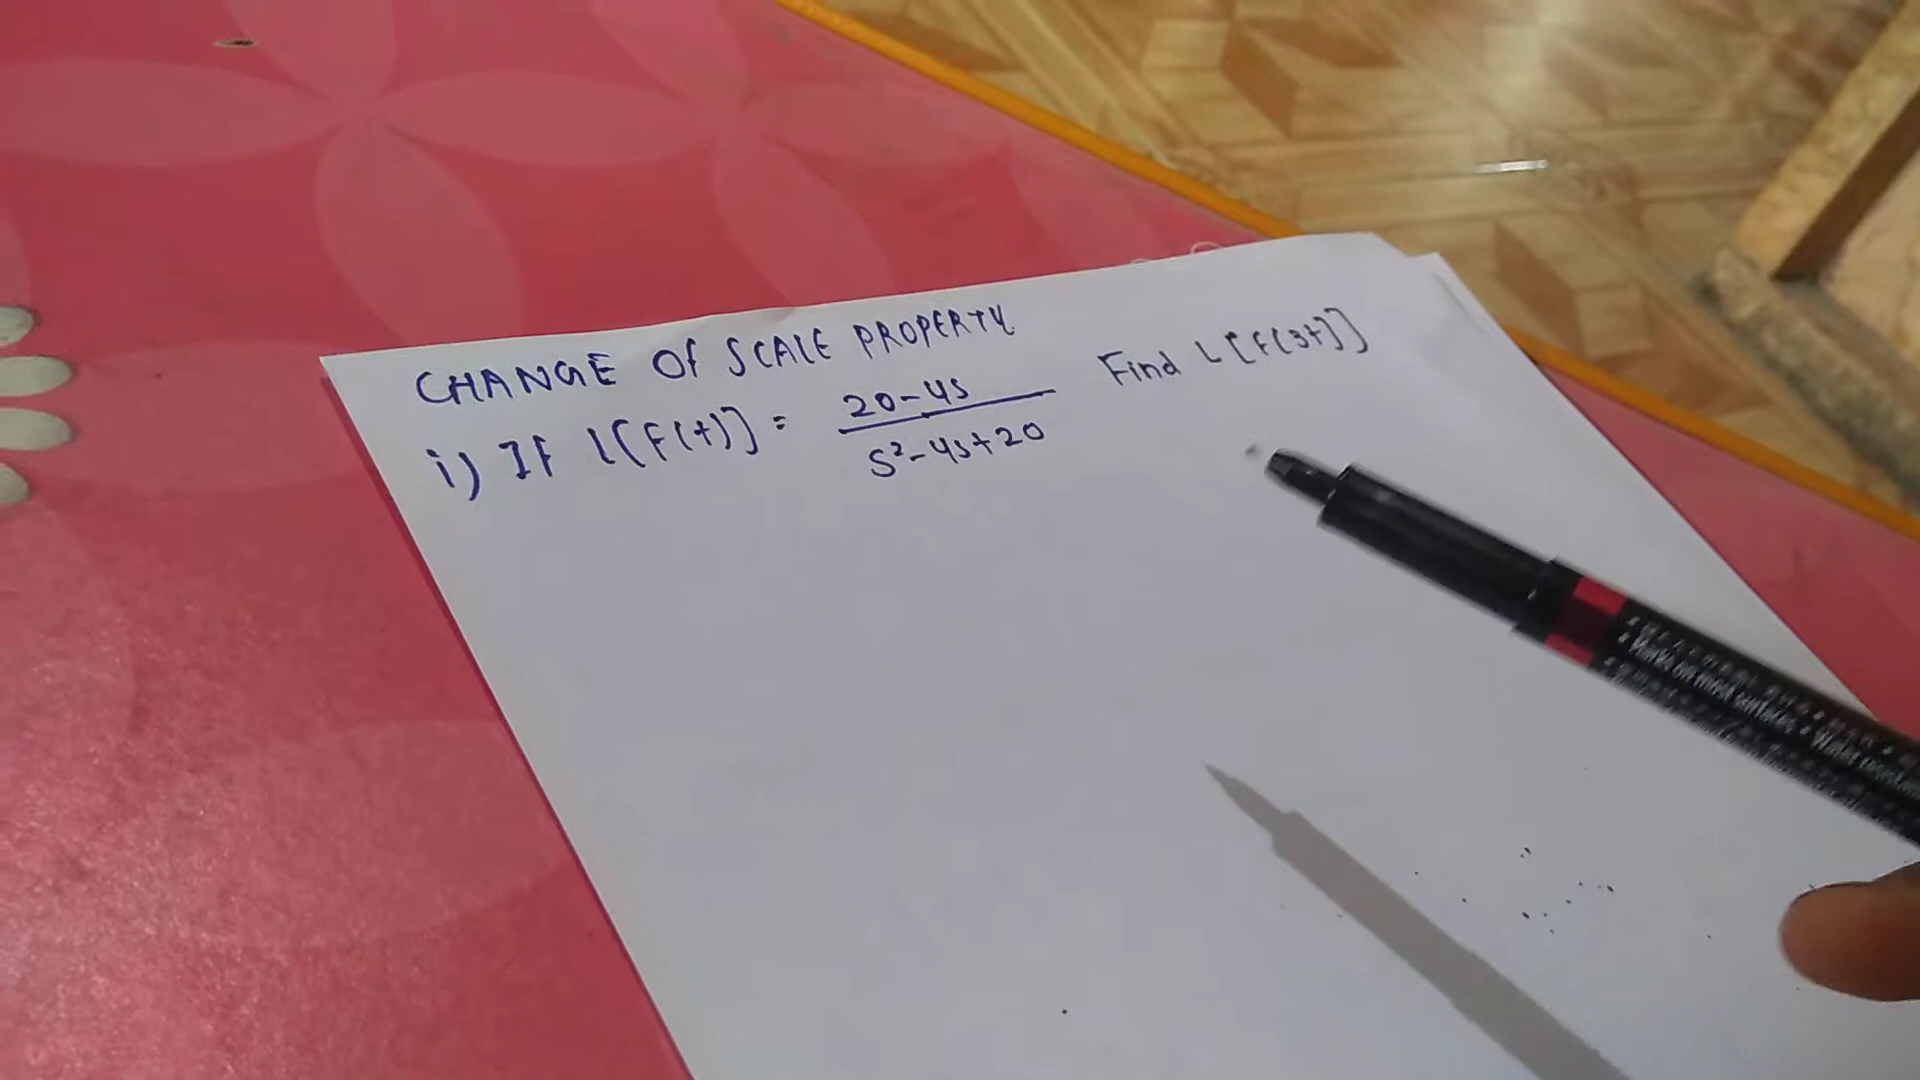 CHANGE OF SCALE PROPERTY
i) If L[f(t)] = 20-4s / s²-4s+20 Find L[f(3t)]